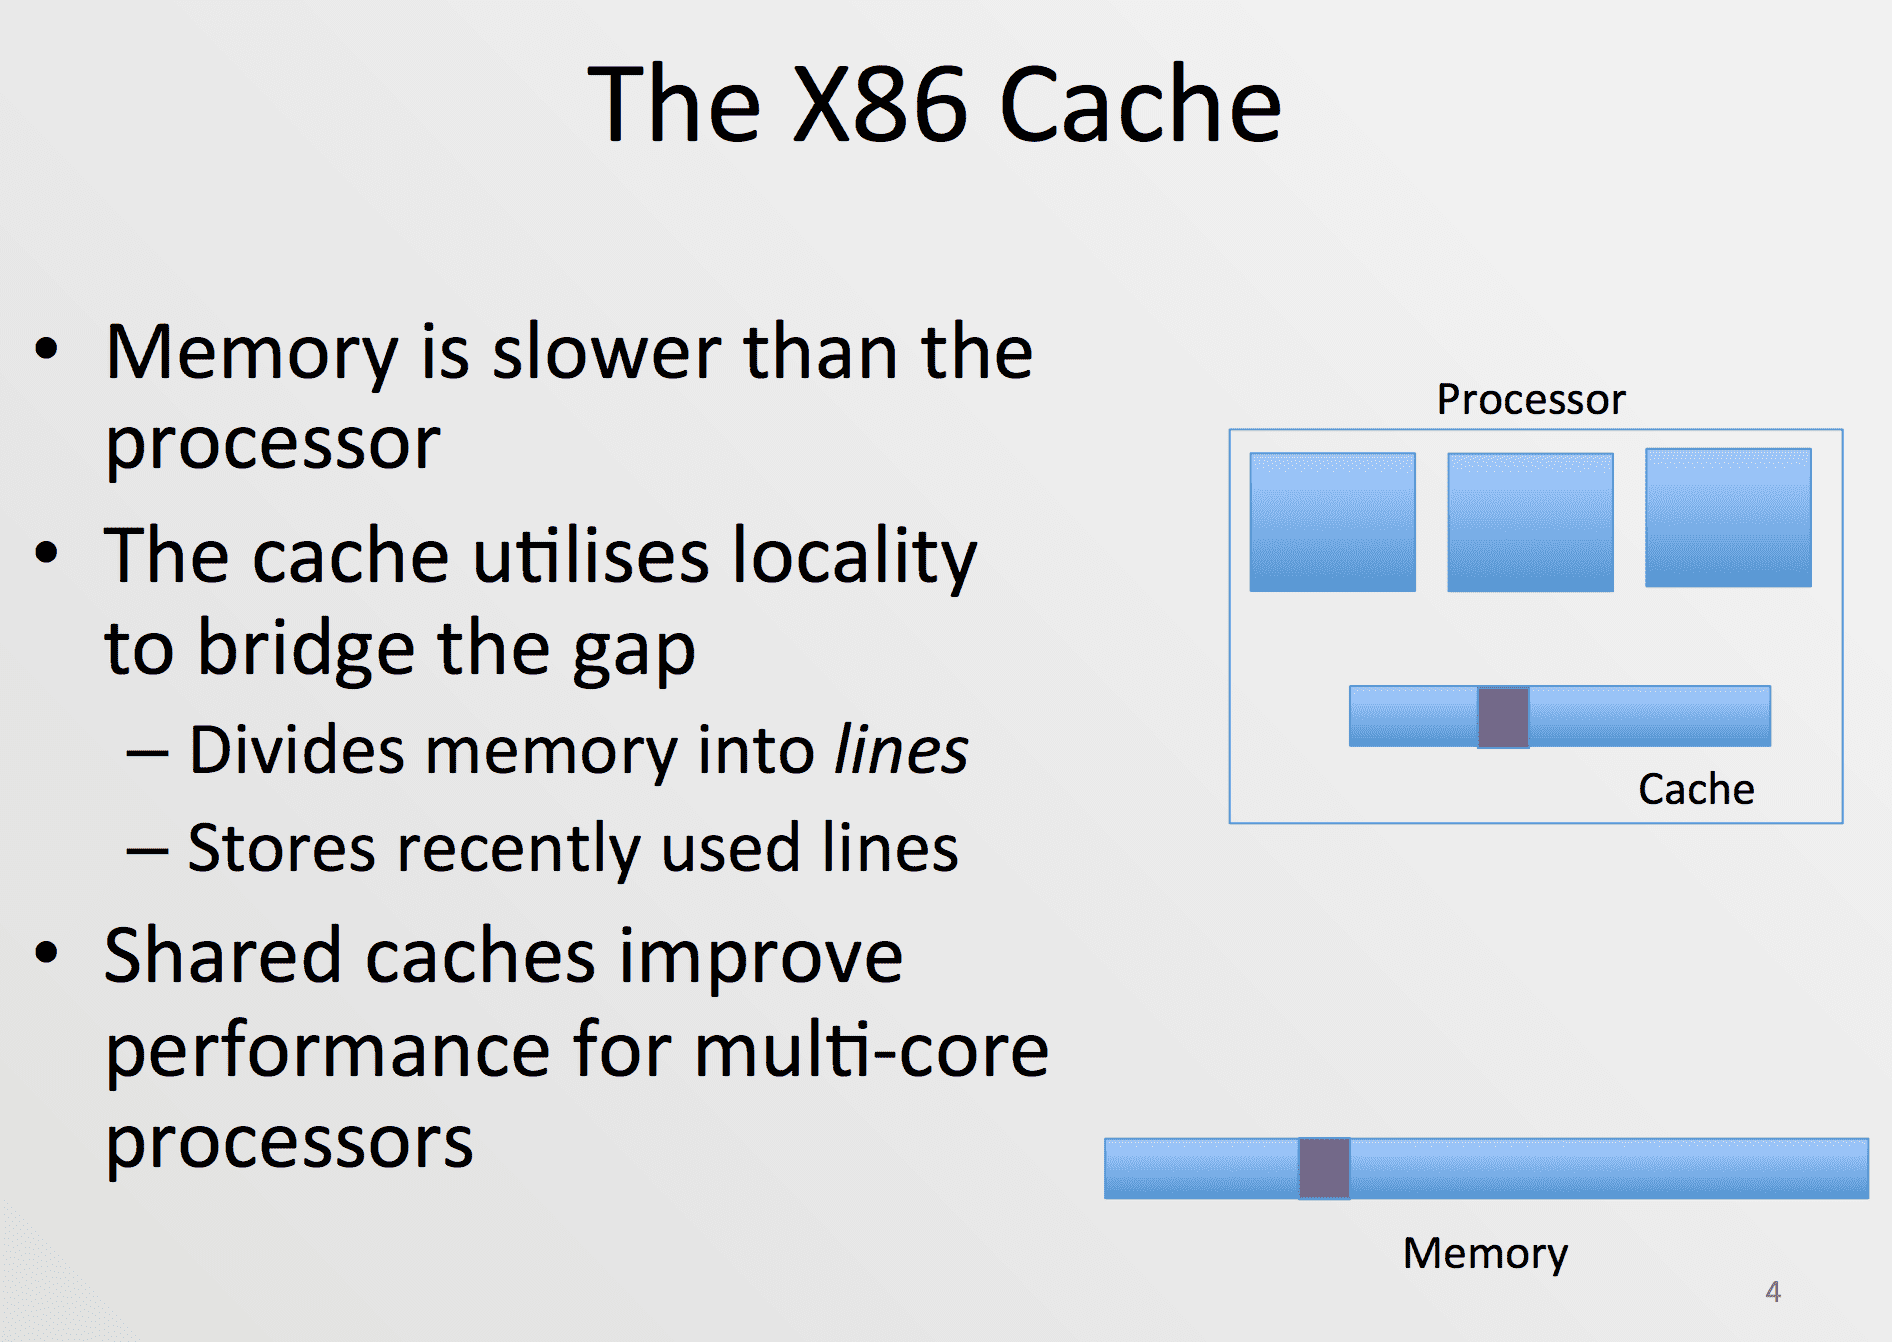 The X86 Cache
• Memory is slower than the
processor
• The cache utilises locality
to bridge the gap
– Divides memory into lines
– Stores recently used lines
• Shared caches improve
performance for multi-core
processors
Processor
Cache
Memory
4